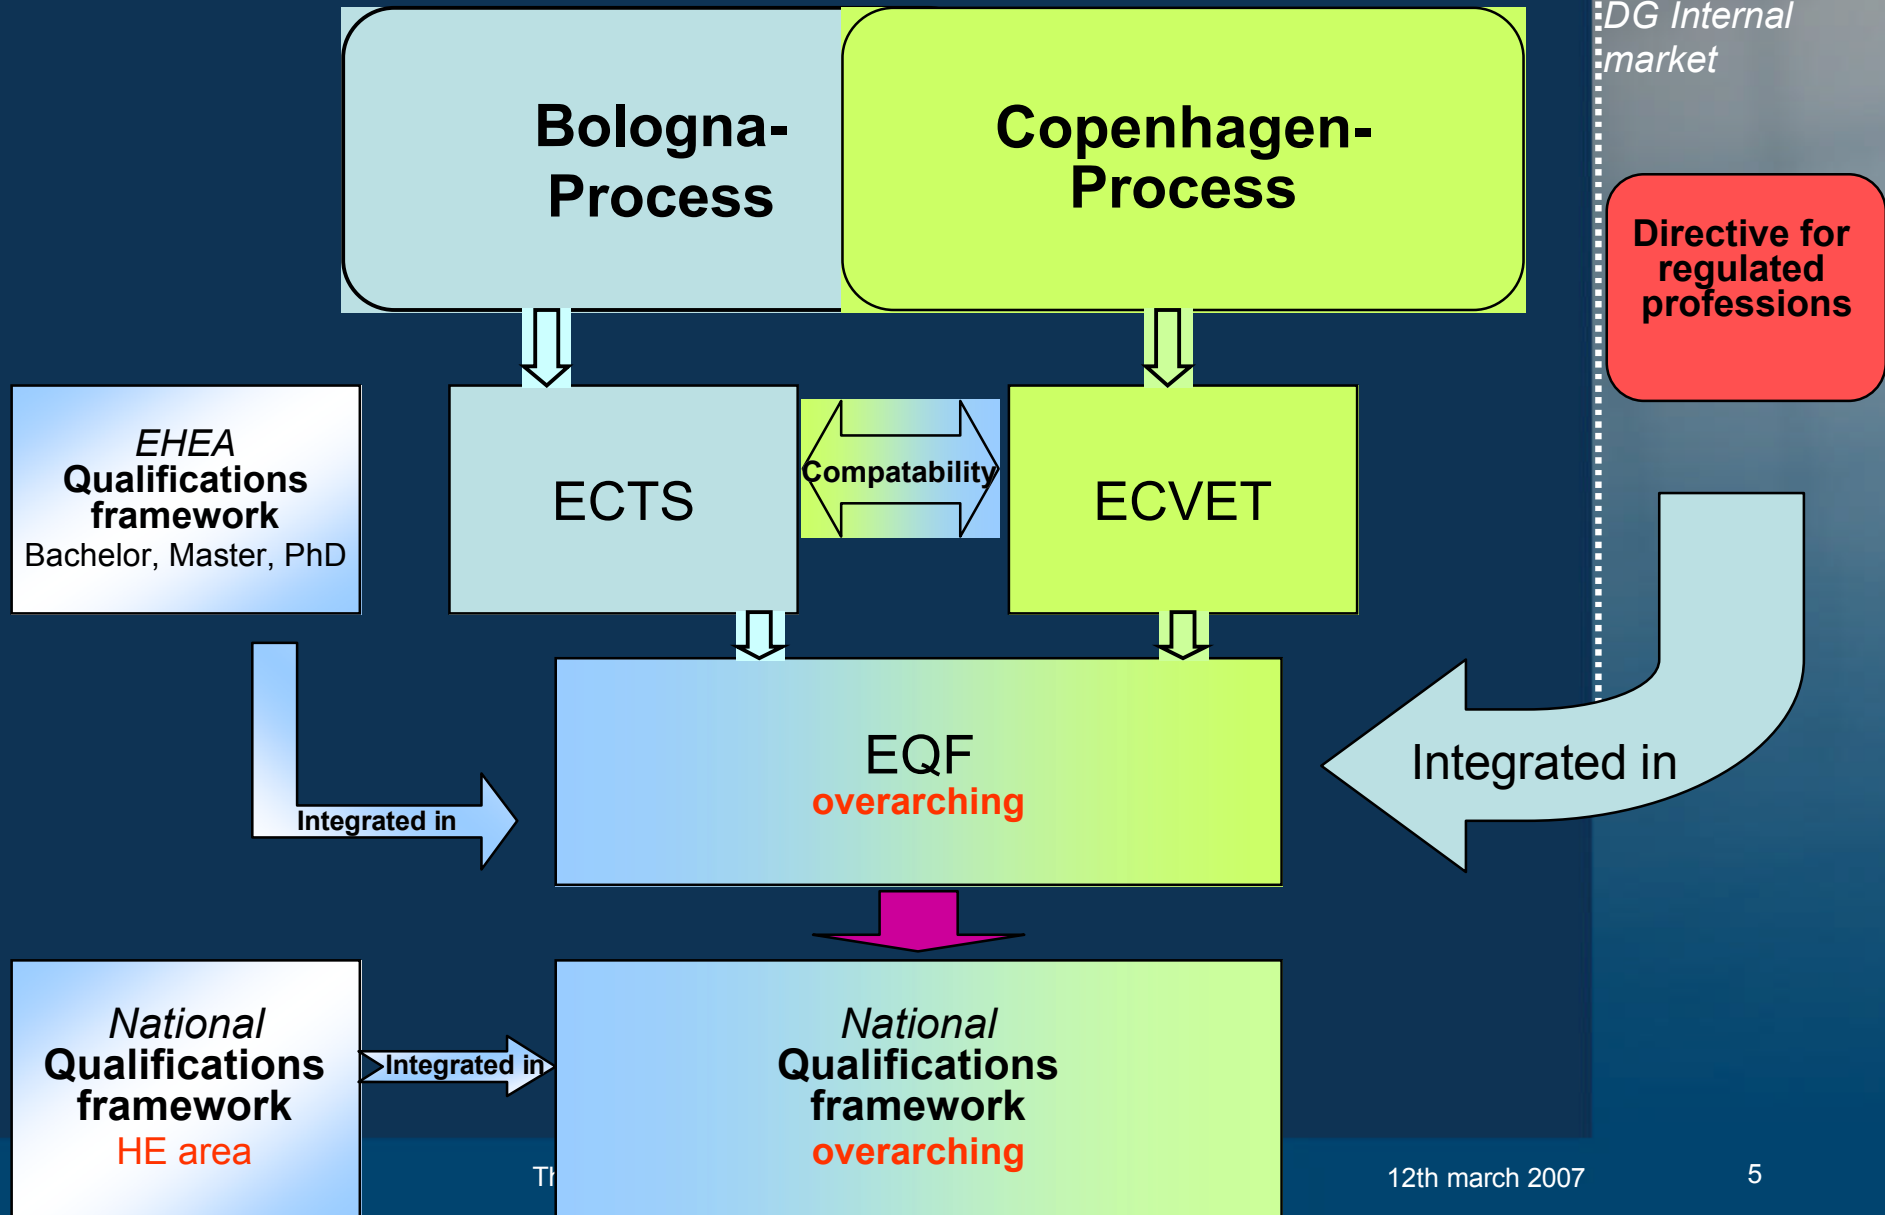 DG Internal
market
Bologna-
Process
Copenhagen-
Process
Directive for
regulated
professions
EHEA
Qualifications
framework
Bachelor, Master, PhD
ECTS
Compatability
ECVET
EQF
overarching
Integrated in
Integrated in
National
Qualifications
framework
HE area
Integrated in
National
Qualifications
framework
overarching
12th march 2007
5